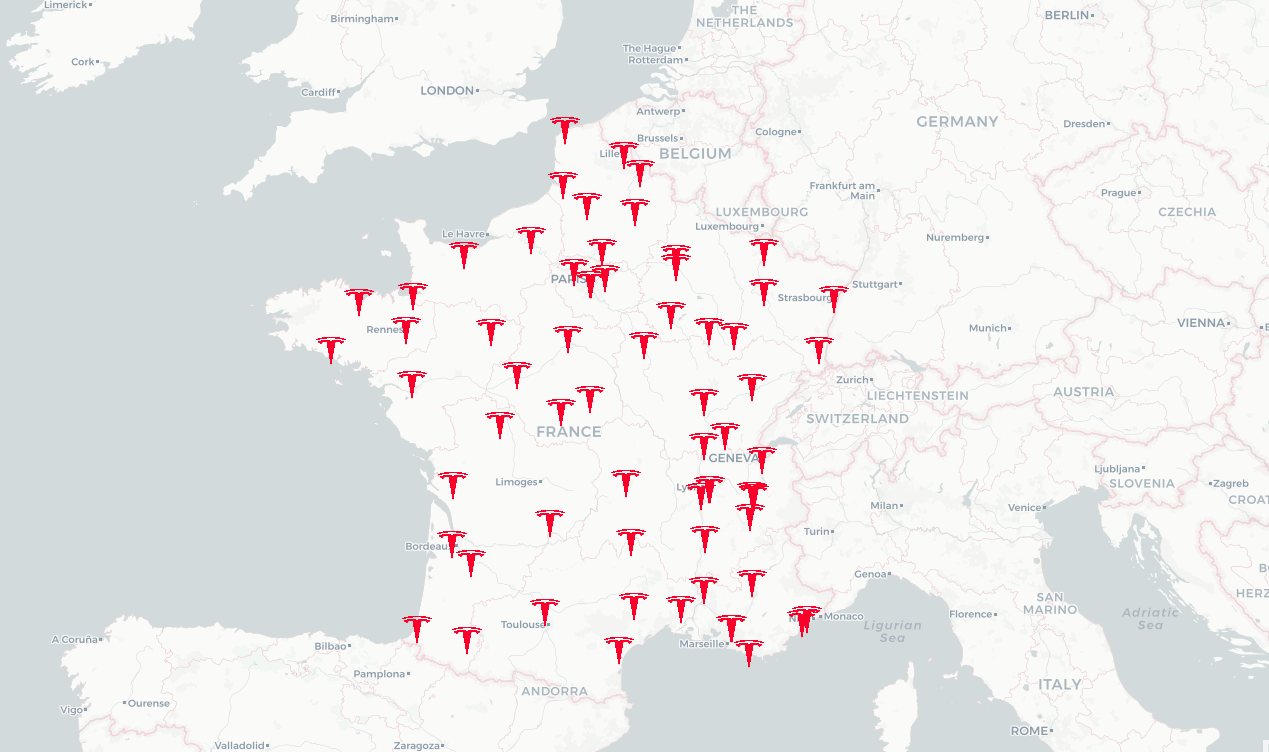 Limerick
Birmingham
THE
NETHERLANDS
BERLIN
The Hague
Rotterdam
Cork
Cardiff
LONDON
Antwerp
GERMANY
Dresden
Cologne
Brussels
Lille
BELGIUM
Frankfurt am
Main
Prague
LUXEMBOURG
CZECHIA
Luxembourg
Le Havre
Nuremberg
PARIS
Stuttgart
Strasbourg
Rennes
Munich
VIENNA
Zurich
LIECHTENSTEIN
AUSTRIA
SWITZERLAND
FRANCE
GENEVA
Ljubljana
SLOVENIA
Zagreb
Limoges
CROAT
Milan
Venice
Turin
Bordeau
Genoa
SAN
MARINO
HERZ
A Coruña
Bilbao
Toulouse
Marseille
Monaco
Florence
Ligurian
Sea
Adriatic
Sea
Pamplona
ANDORRA
ITALY
Vigo
Ourense
Valladolid
Zaragoza
ROME